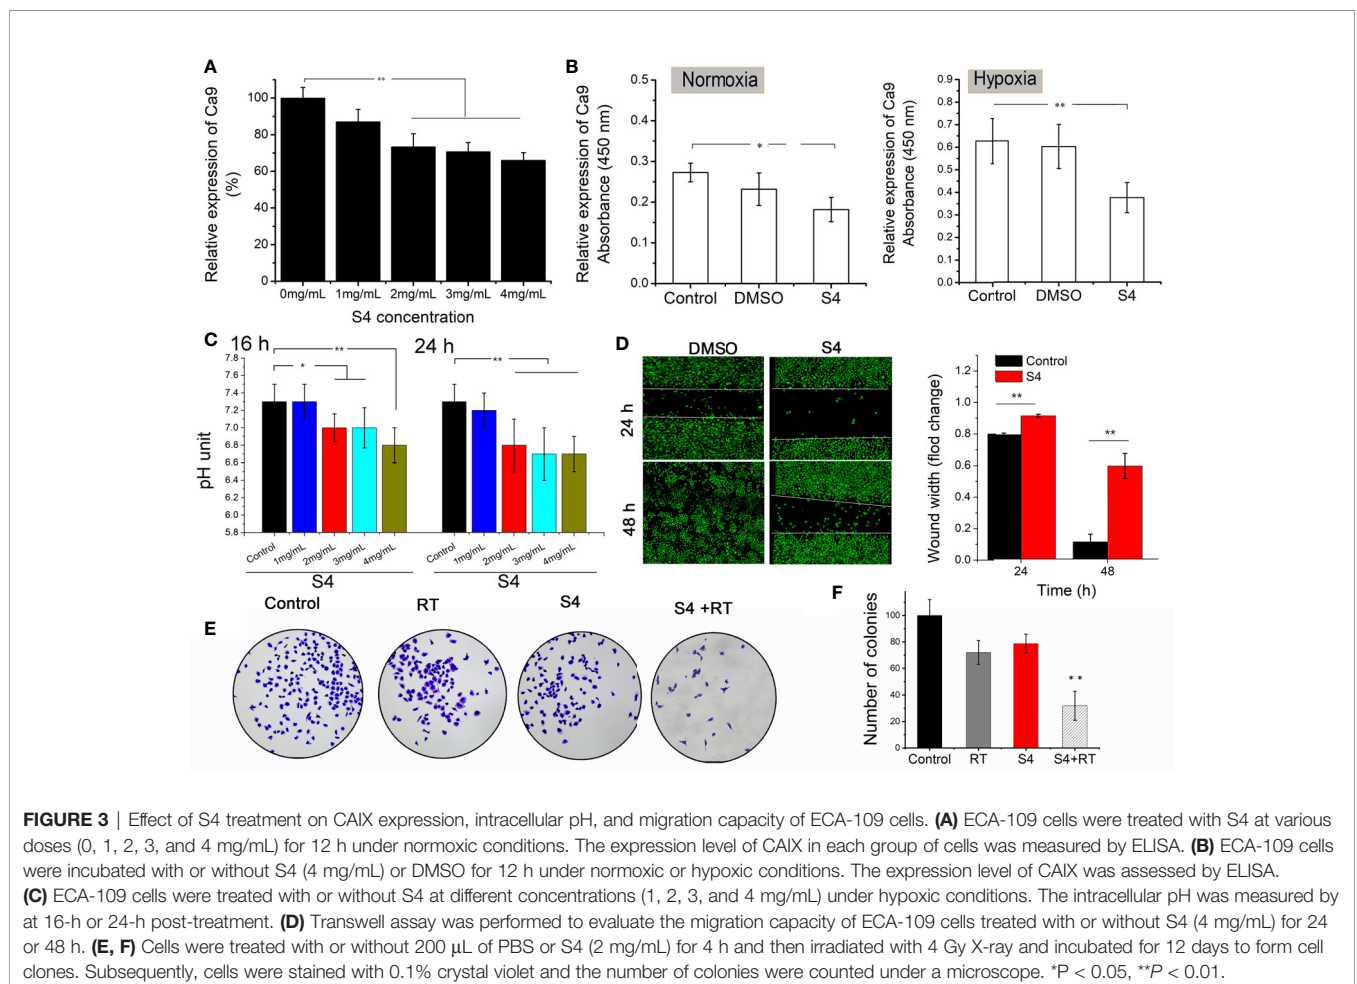 A
Relative expression of Ca9
(%)
100
80
60
40
20
0
**
0mg/mL 1mg/mL 2mg/mL 3mg/mL 4mg/mL
S4 concentration
B
Relative expression of Ca9
Absorbance (450 nm)
Normoxia
0.5
0.4
0.3
0.2
0.1
0.0
*
Control DMSO S4
Relative expression of Ca9
Absorbance (450 nm)
Hypoxia
0.9
0.8
0.7
0.6
0.5
0.4
0.3
0.2
0.1
0.0
**
Control DMSO S4
C
16 h
24 h
pH unit
7.8
7.6
7.4
7.2
7.0
6.8
6.6
6.4
6.2
6.0
5.8
*
**
**
Control 1mg/mL 2mg/mL 3mg/mL 4mg/mL
S4
Control 1mg/mL 2mg/mL 3mg/mL 4mg/mL
S4
D
DMSO S4
24 h
48 h
Wound width (flod change)
Control
S4
1.2
1.0
0.8
0.6
0.4
0.2
0.0
**
**
24 48
Time (h)
E
Control RT S4 S4 +RT
F
Number of colonies
100
80
60
40
20
0
**
Control RT S4 S4+RT
FIGURE 3 | Effect of S4 treatment on CAIX expression, intracellular pH, and migration capacity of ECA-109 cells. (A) ECA-109 cells were treated with S4 at various
doses (0, 1, 2, 3, and 4 mg/mL) for 12 h under normoxic conditions. The expression level of CAIX in each group of cells was measured by ELISA. (B) ECA-109 cells
were incubated with or without S4 (4 mg/mL) or DMSO for 12 h under normoxic or hypoxic conditions. The expression level of CAIX was assessed by ELISA.
(C) ECA-109 cells were treated with or without S4 at different concentrations (1, 2, 3, and 4 mg/mL) under hypoxic conditions. The intracellular pH was measured by
at 16-h or 24-h post-treatment. (D) Transwell assay was performed to evaluate the migration capacity of ECA-109 cells treated with or without S4 (4 mg/mL) for 24
or 48 h. (E, F) Cells were treated with or without 200 μL of PBS or S4 (2 mg/mL) for 4 h and then irradiated with 4 Gy X-ray and incubated for 12 days to form cell
clones. Subsequently, cells were stained with 0.1% crystal violet and the number of colonies were counted under a microscope. *P < 0.05, **P < 0.01.